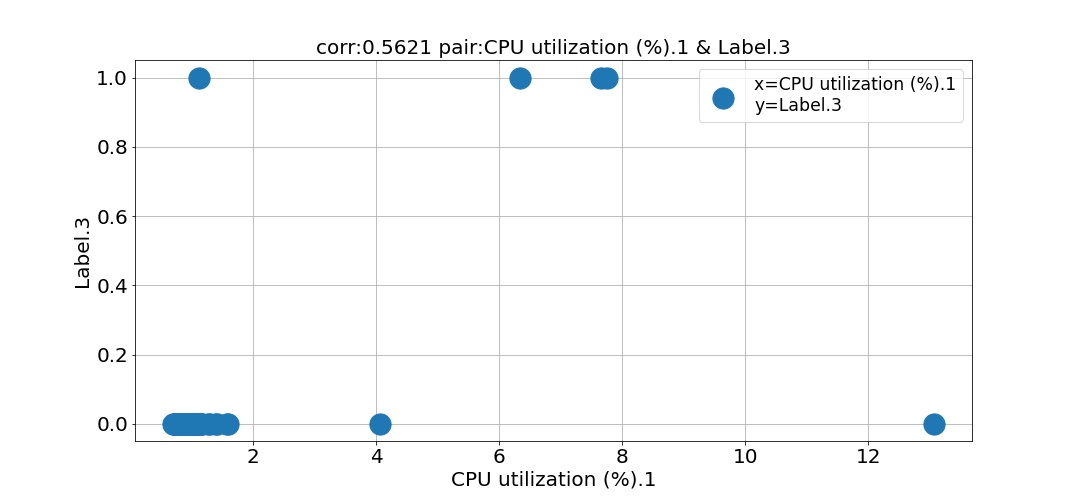 corr:0.5621 pair:CPU utilization (%).1 & Label.3
1.0
0.8
0.6
0.4
0.2
0.0
Label.3
x=CPU utilization (%).1
y=Label.3
2 4 6 8 10 12
CPU utilization (%).1